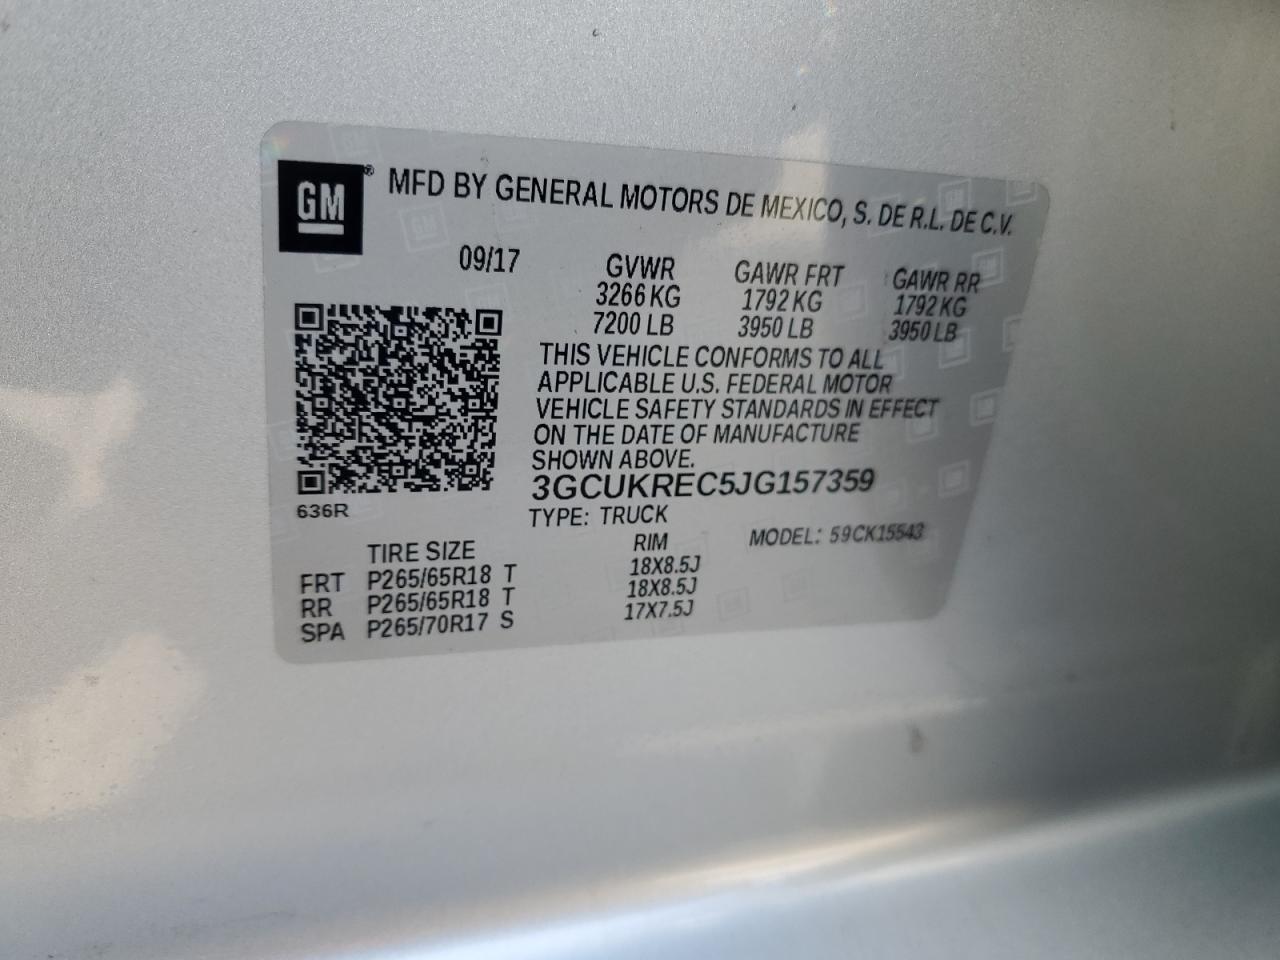 GM® MFD BY GENERAL MOTORS DE MEXICO, S. DE R.L. DE C.V.
09/17 GVWR GAWR FRT GAWR RR
3266 KG 1792 KG 1792 KG
7200 LB 3950 LB 3950 LB
THIS VEHICLE CONFORMS TO ALL
APPLICABLE U.S. FEDERAL MOTOR
VEHICLE SAFETY STANDARDS IN EFFECT
ON THE DATE OF MANUFACTURE
SHOWN ABOVE.
3GCUKREC5JG157359
636R
TYPE: TRUCK
MODEL: 59CK15543
TIRE SIZE RIM
FRT P265/65R18 T 18X8.5J
RR P265/65R18 T 18X8.5J
SPA P265/70R17 S 17X7.5J